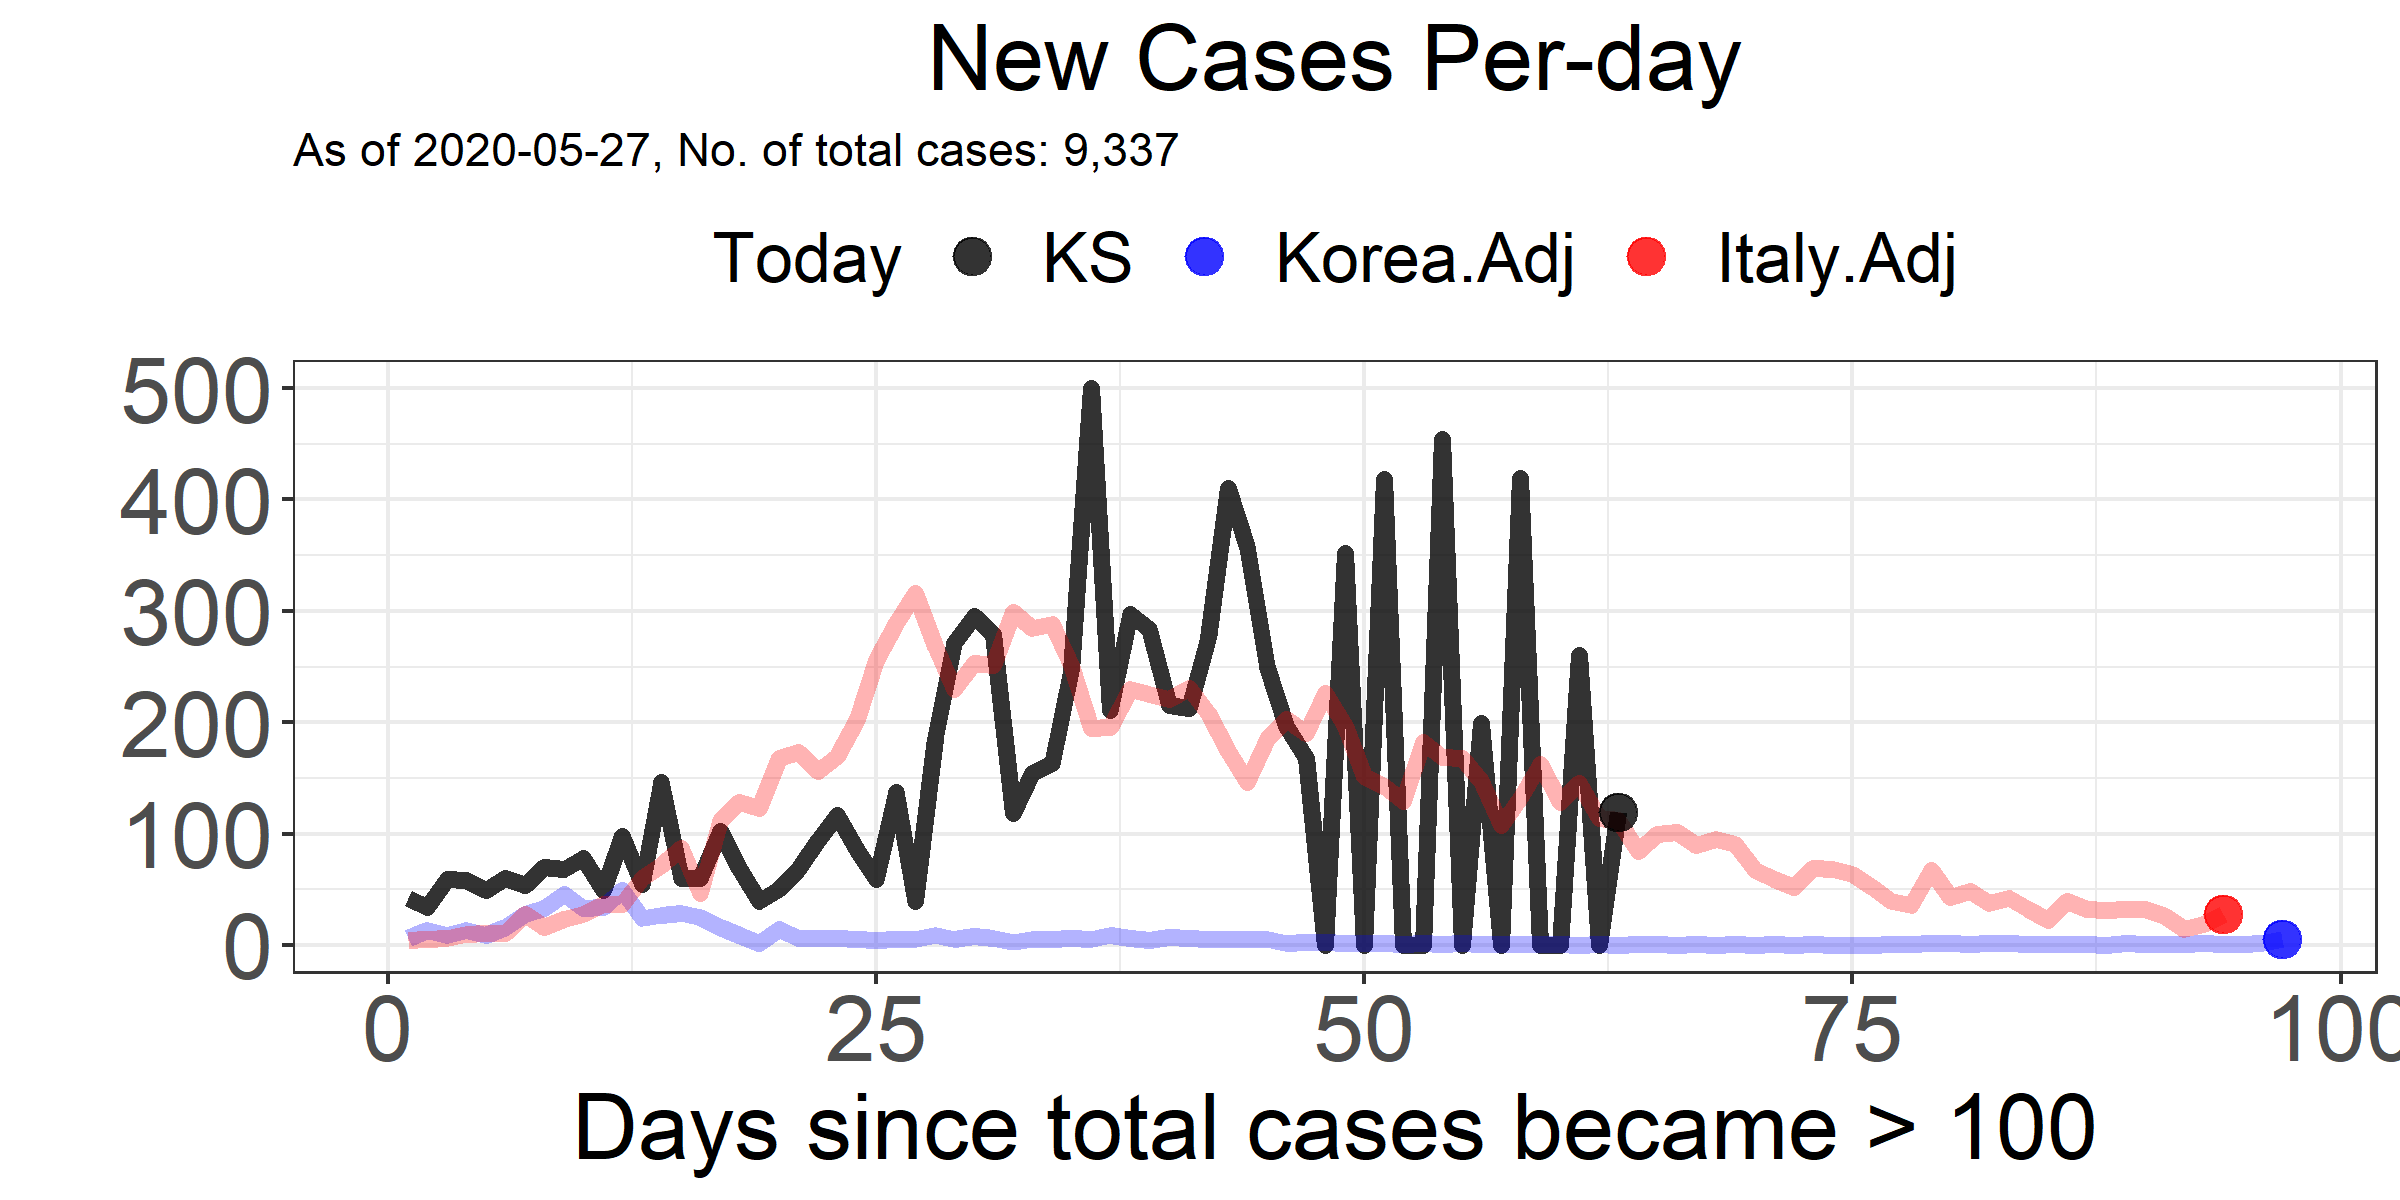 New Cases Per-day
As of 2020-05-27, No. of total cases: 9,337
Today KS Korea.Adj Italy.Adj
500
400
300
200
100
0
0 25 50 75 100
Days since total cases became > 100